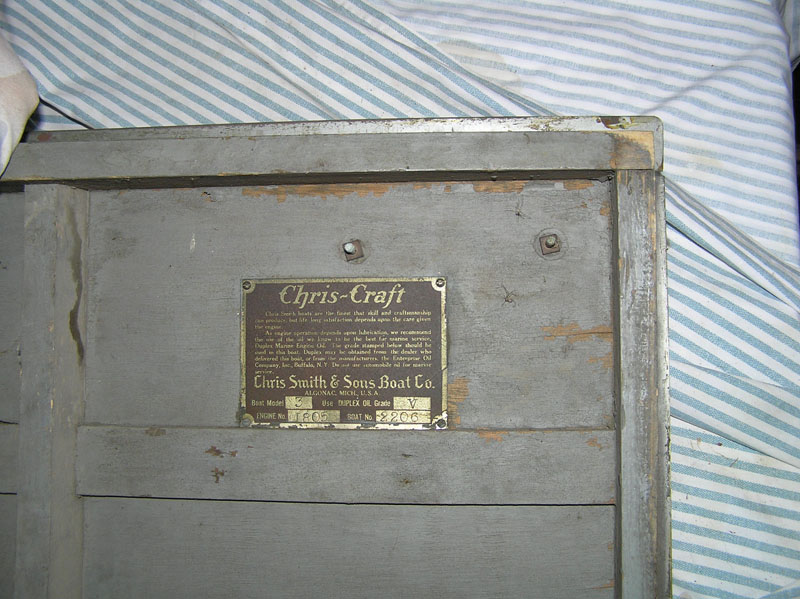 Chris-Craft
Chris Smith boats are the finest that skill and craftsmanship
can produce, but life long satisfaction depends upon the care given
the engine.
As engine operation depends upon lubrication, we recommend
the use of the oil we know to be the best for marine service,
Duplex Marine Engine Oil. The grade stamped below should be
used in this boat. Duplex may be obtained from the dealer who
delivered this boat, or from the manufacturers, the Enterprise Oil
Company, Inc., Buffalo, N.Y. Do not use automobile oil for marine
service.
Chris Smith & Sons Boat Co.
ALGONAC, MICH., U.S.A.
Boat Model 3 Use DUPLEX OIL Grade V
ENGINE No. BOAT No. 2206